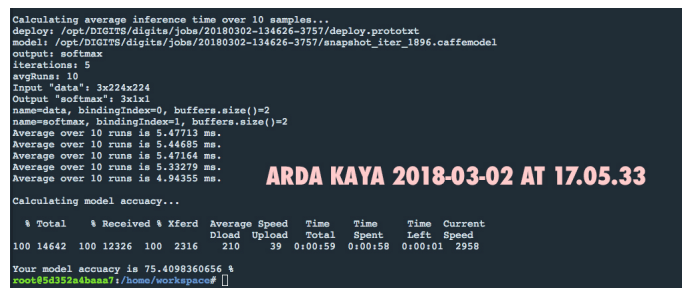 Calculating average inference time over 10 samples...
deploy: /opt/DIGITS/digits/jobs/20180302-134626-3757/deploy.prototxt
model: /opt/DIGITS/digits/jobs/20180302-134626-3757/snapshot_iter_1896.caffemodel
output: softmax
iterations: 5
avgRuns: 10
Input "data": 3x224x224
Output "softmax": 3x1x1
name=data, bindingIndex=0, buffers.size()=2
name=softmax, bindingIndex=1, buffers.size()=2
Average over 10 runs is 5.47713 ms.
Average over 10 runs is 5.44685 ms.
Average over 10 runs is 5.47164 ms.
Average over 10 runs is 5.33279 ms.
Average over 10 runs is 4.94355 ms.
ARDA KAYA 2018-03-02 AT 17.05.33
Calculating model accuacy...
% Total % Received % Xferd Average Speed Time Time Time Current
Dload Upload Total Spent Left Speed
100 14642 100 12326 100 2316 210 39 0:00:59 0:00:58 0:00:01 2958
Your model accuacy is 75.4098360656 %
root@5d352a4baaa7:/home/workspace#